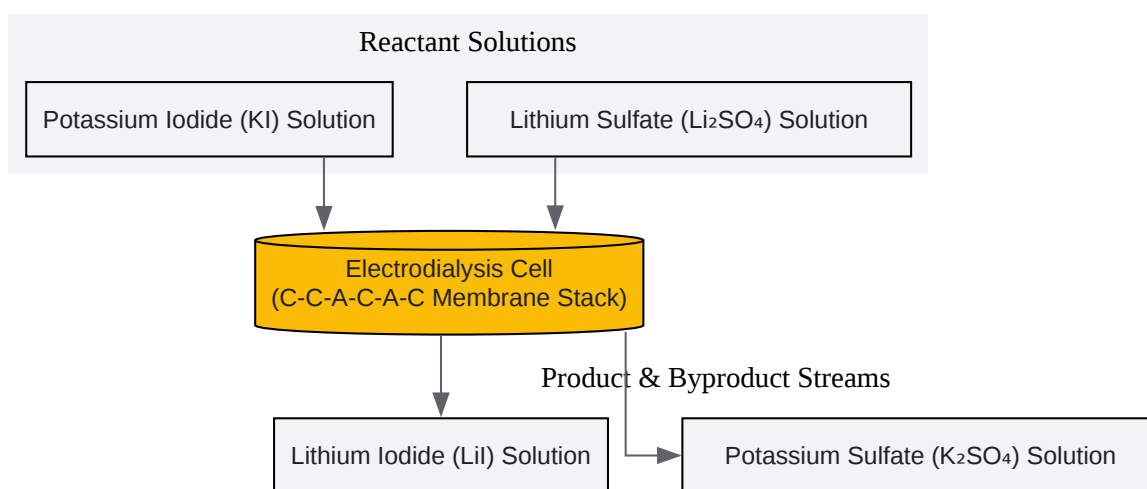 Reactant Solutions
Potassium Iodide (KI) Solution
Lithium Sulfate (Li₂SO₄) Solution
Electrodialysis Cell
(C-C-A-C-A-C Membrane Stack)
Product & Byproduct Streams
Lithium Iodide (LiI) Solution
Potassium Sulfate (K₂SO₄) Solution